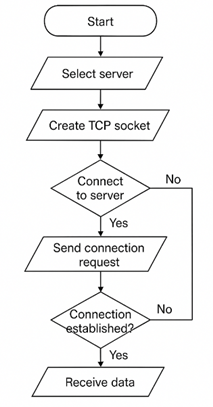 Start
Select server
Create TCP socket
Connect
to server
No
Yes
Send connection
request
Connection
established?
No
Yes
Receive data